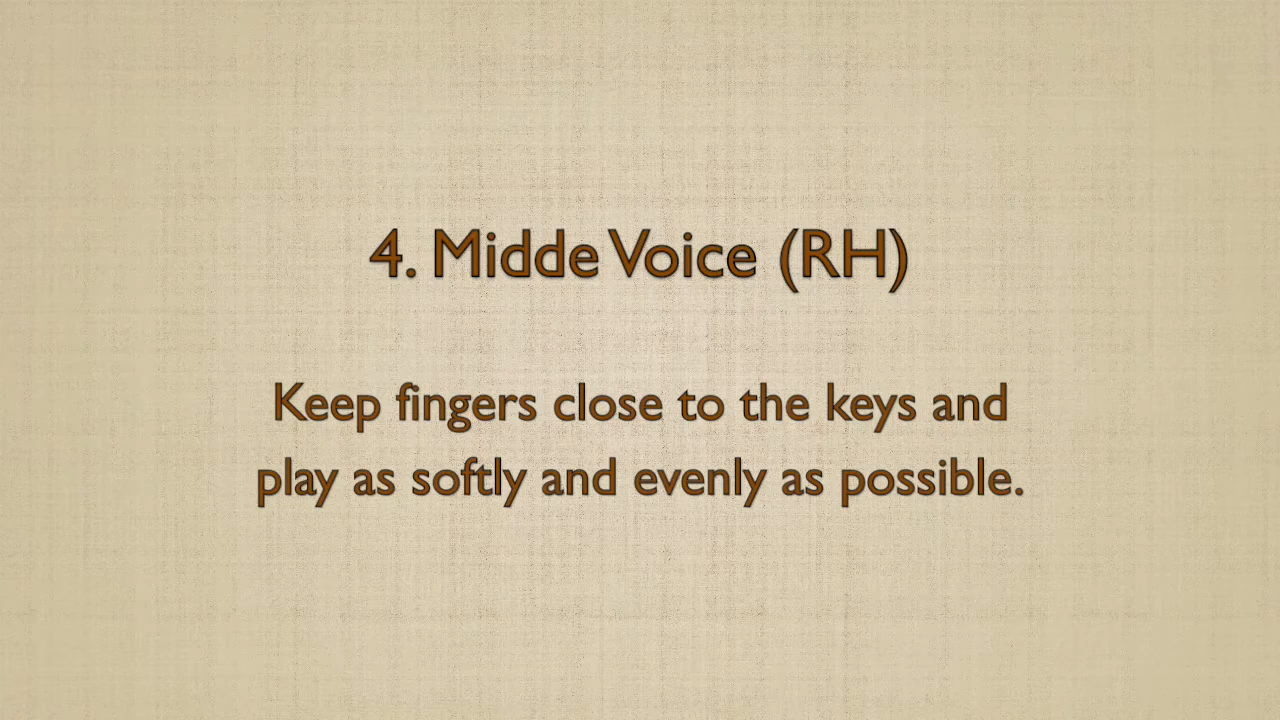 4. Midde Voice (RH)
Keep fingers close to the keys and
play as softly and evenly as possible.